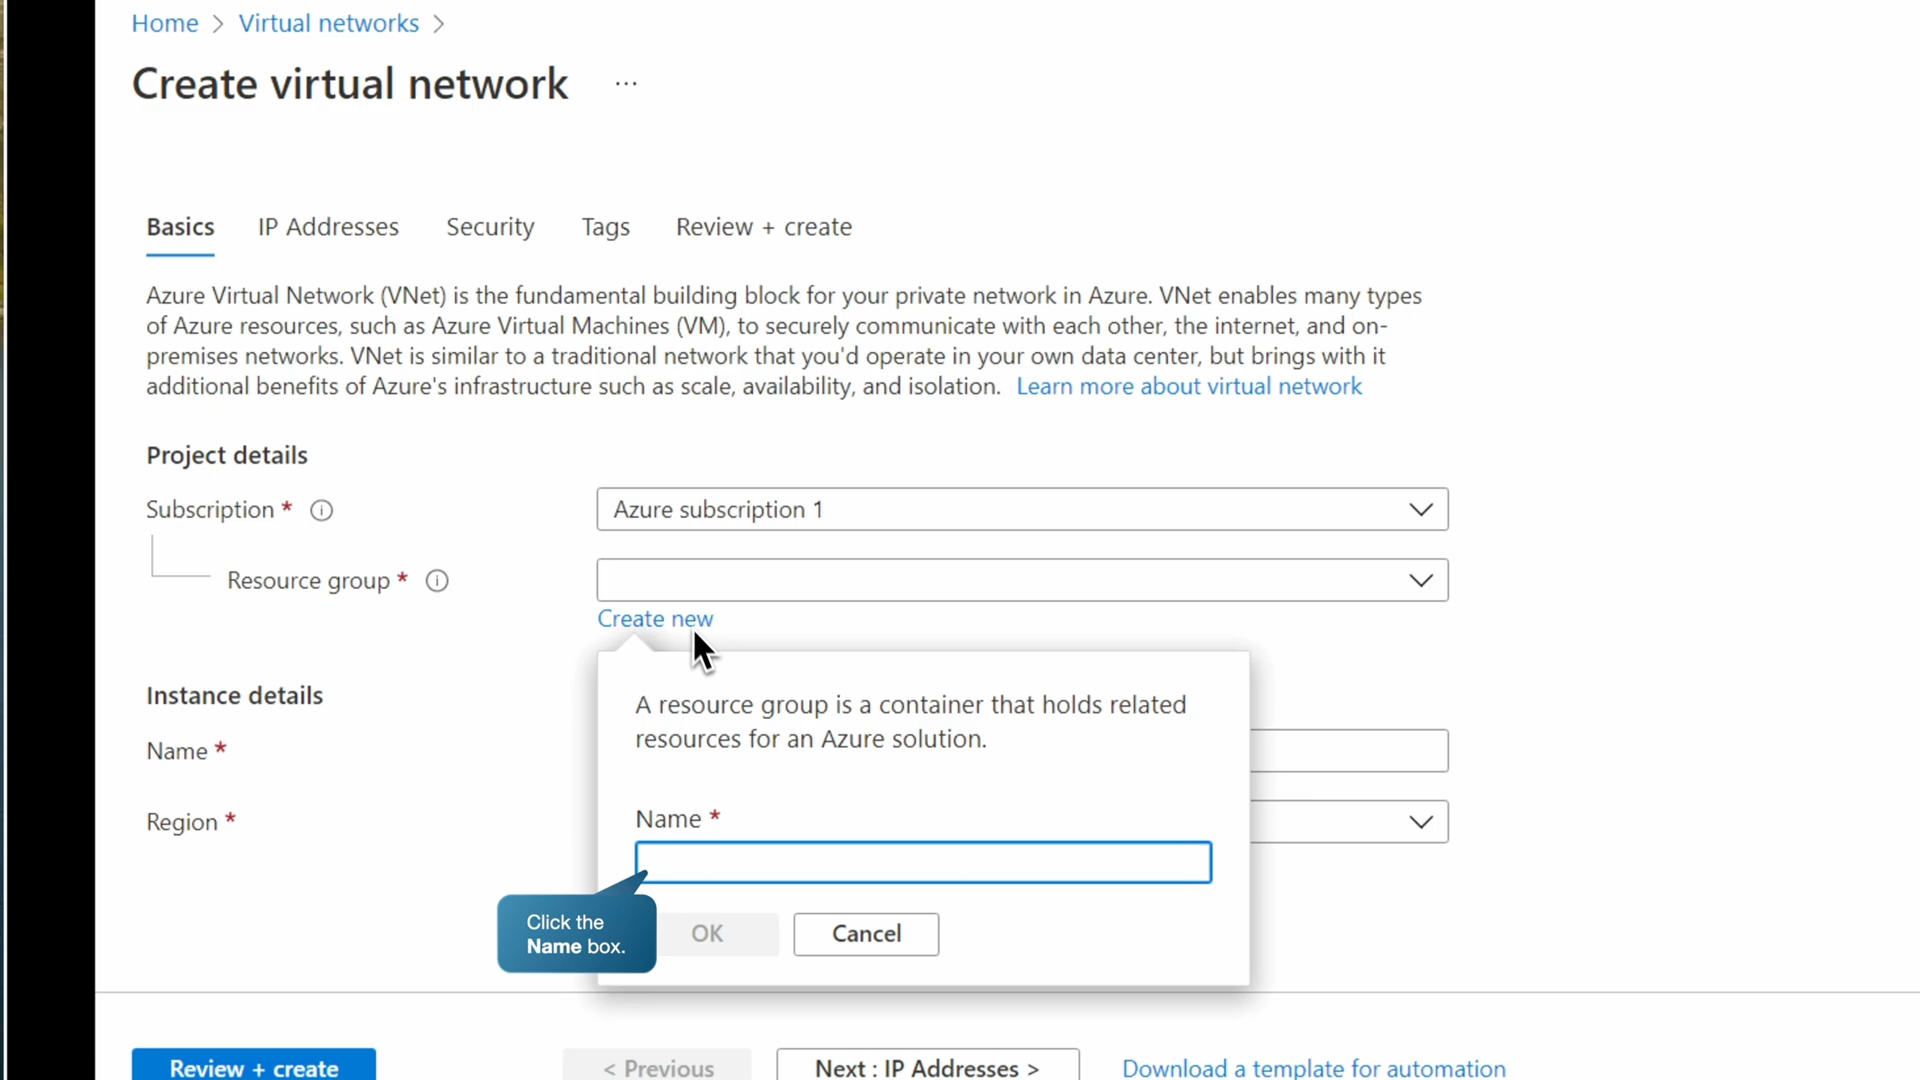 Home > Virtual networks >
Create virtual network ...
Basics IP Addresses Security Tags Review + create
Azure Virtual Network (VNet) is the fundamental building block for your private network in Azure. VNet enables many types
of Azure resources, such as Azure Virtual Machines (VM), to securely communicate with each other, the internet, and on-
premises networks. VNet is similar to a traditional network that you'd operate in your own data center, but brings with it
additional benefits of Azure's infrastructure such as scale, availability, and isolation. Learn more about virtual network
Project details
Subscription * Azure subscription 1
Resource group *
Create new
A resource group is a container that holds related
resources for an Azure solution.
Instance details
Name *
Region *
Name *
Click the
Name box.
OK Cancel
Review + create < Previous Next : IP Addresses > Download a template for automation